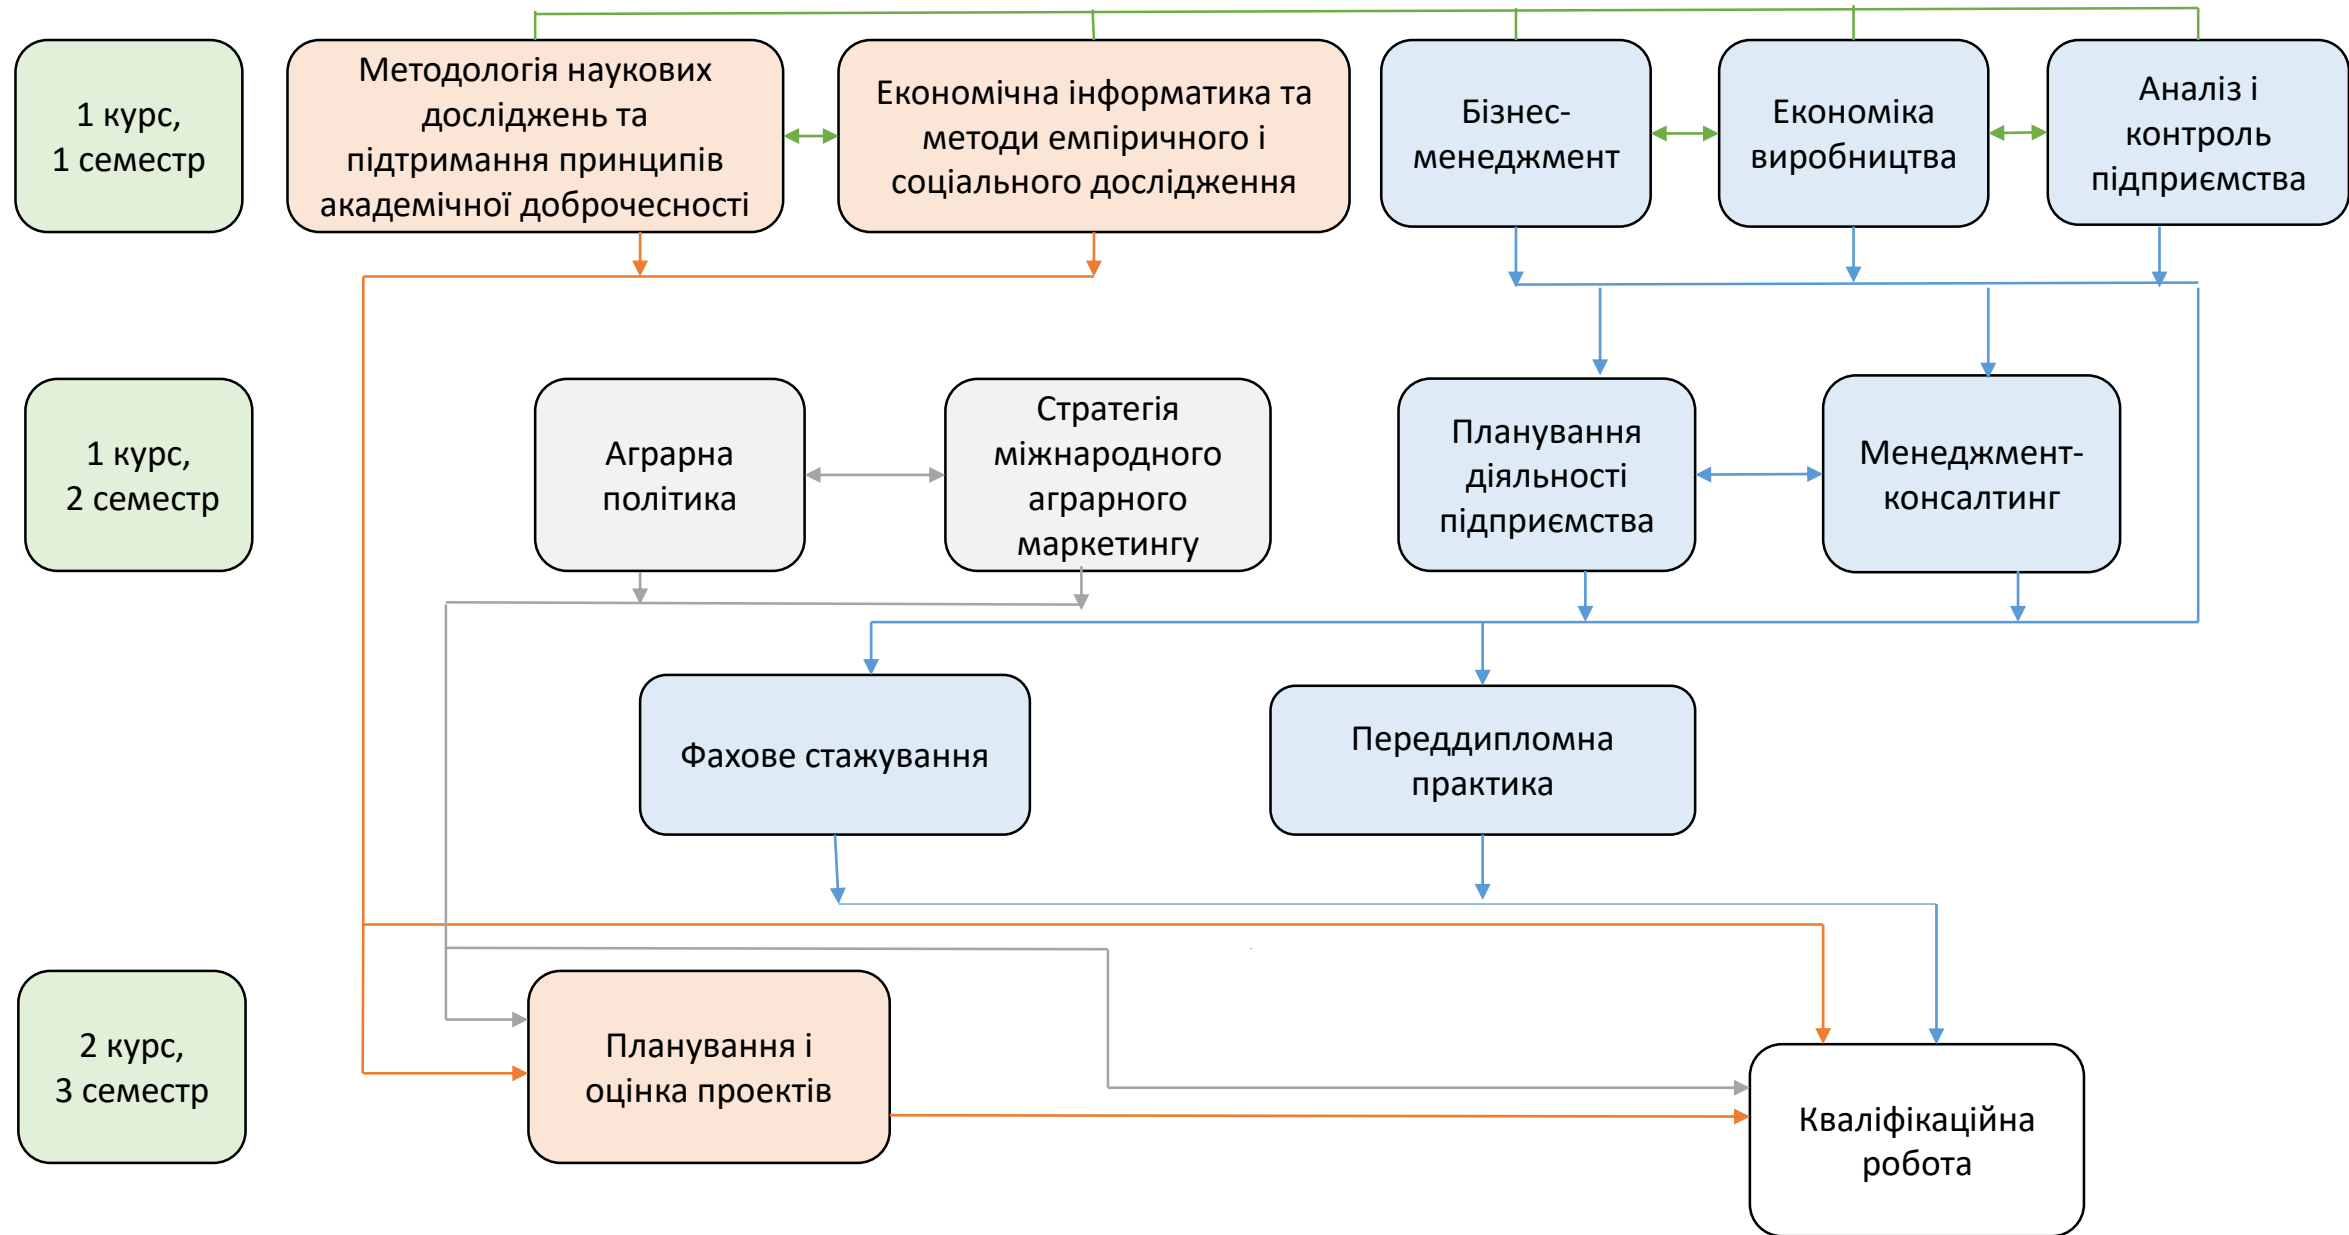 1 курс,
1 семестр
Методологія наукових
досліджень та
підтримання принципів
академічної доброчесності
Економічна інформатика та
методи емпіричного і
соціального дослідження
Бізнес-
менеджмент
Економіка
виробництва
Аналіз і
контроль
підприємства
1 курс,
2 семестр
Аграрна
політика
Стратегія
міжнародного
аграрного
маркетингу
Планування
діяльності
підприємства
Менеджмент-
консалтинг
Фахове стажування
Переддипломна
практика
2 курс,
3 семестр
Планування і
оцінка проектів
Кваліфікаційна
робота